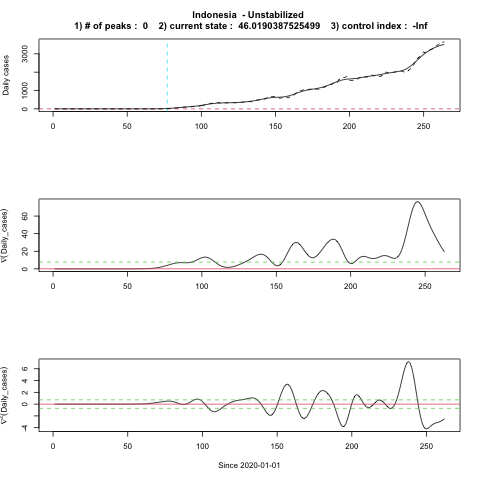 Indonesia - Unstabilized
1) # of peaks : 0 2) current state : 46.0190387525499 3) control index : -Inf
Daily cases
0 1000 3000
0 50 100 150 200 250
∇(Daily_cases)
0 20 40 60
0 50 100 150 200 250
∇²(Daily_cases)
-4 0 2 4 6
0 50 100 150 200 250
Since 2020-01-01